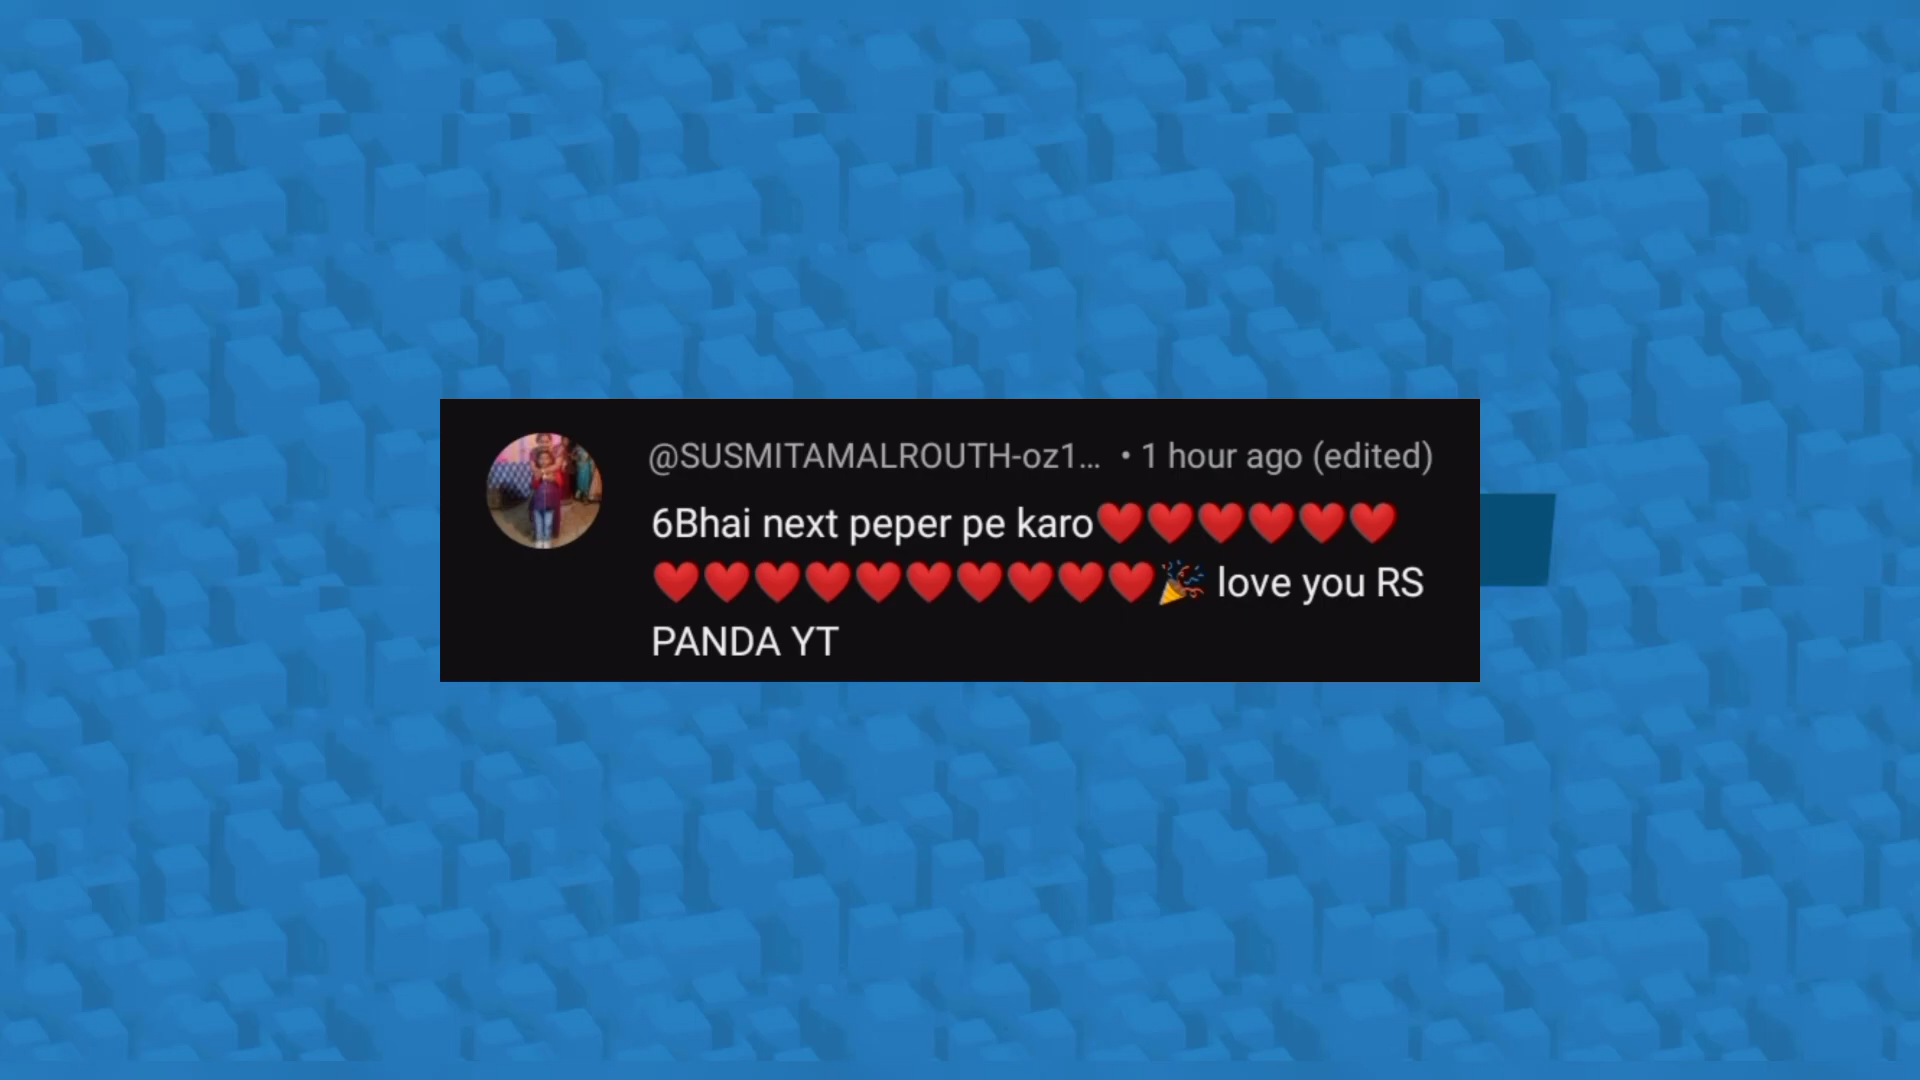 @SUSMITAMALROUTH-oz1... • 1 hour ago (edited)
6Bhai next peper pe karo❤️❤️❤️❤️❤️❤️
❤️❤️❤️❤️❤️❤️❤️❤️❤️❤️🎉 love you RS
PANDA YT